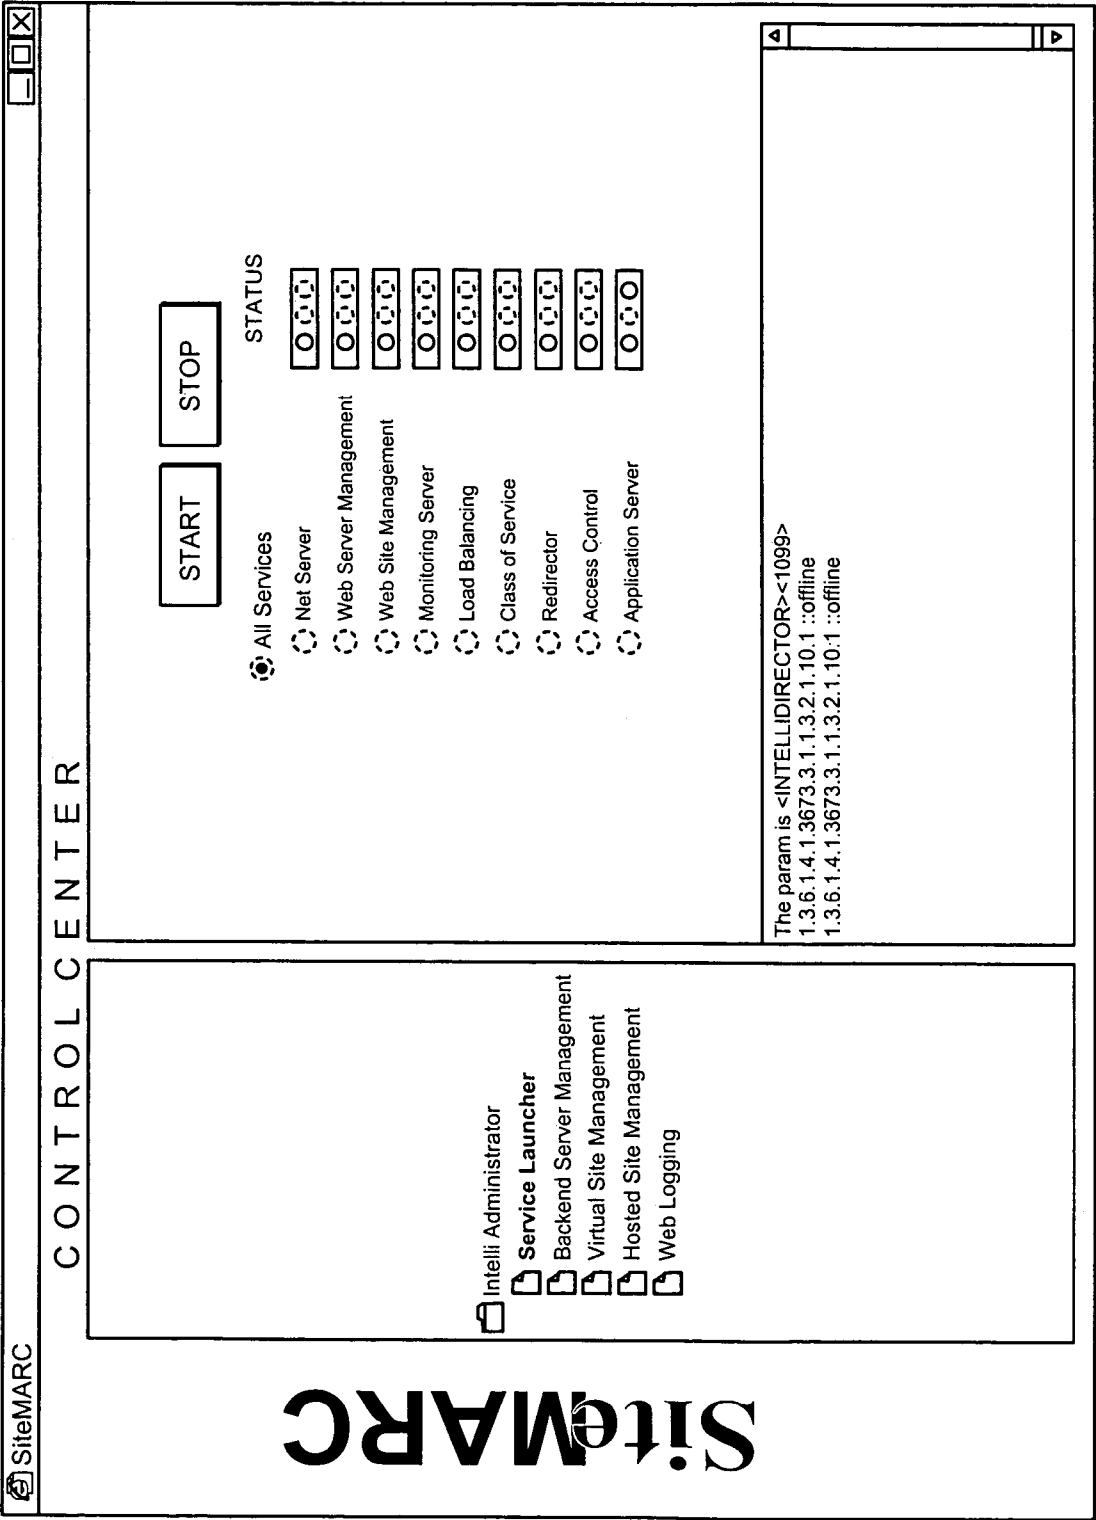 SiteMARC
CONTROL CENTER
SiteMARC
Intelli Administrator
Service Launcher
Backend Server Management
Virtual Site Management
Hosted Site Management
Web Logging
START STOP
All Services STATUS
Net Server
Web Server Management
Web Site Management
Monitoring Server
Load Balancing
Class of Service
Redirector
Access Control
Application Server
The param is <INTELLIDIRECTOR><1099>
1.3.6.1.4.1.3673.3.1.1.3.2.1.10.1 ::offline
1.3.6.1.4.1.3673.3.1.1.3.2.1.10.1 ::offline